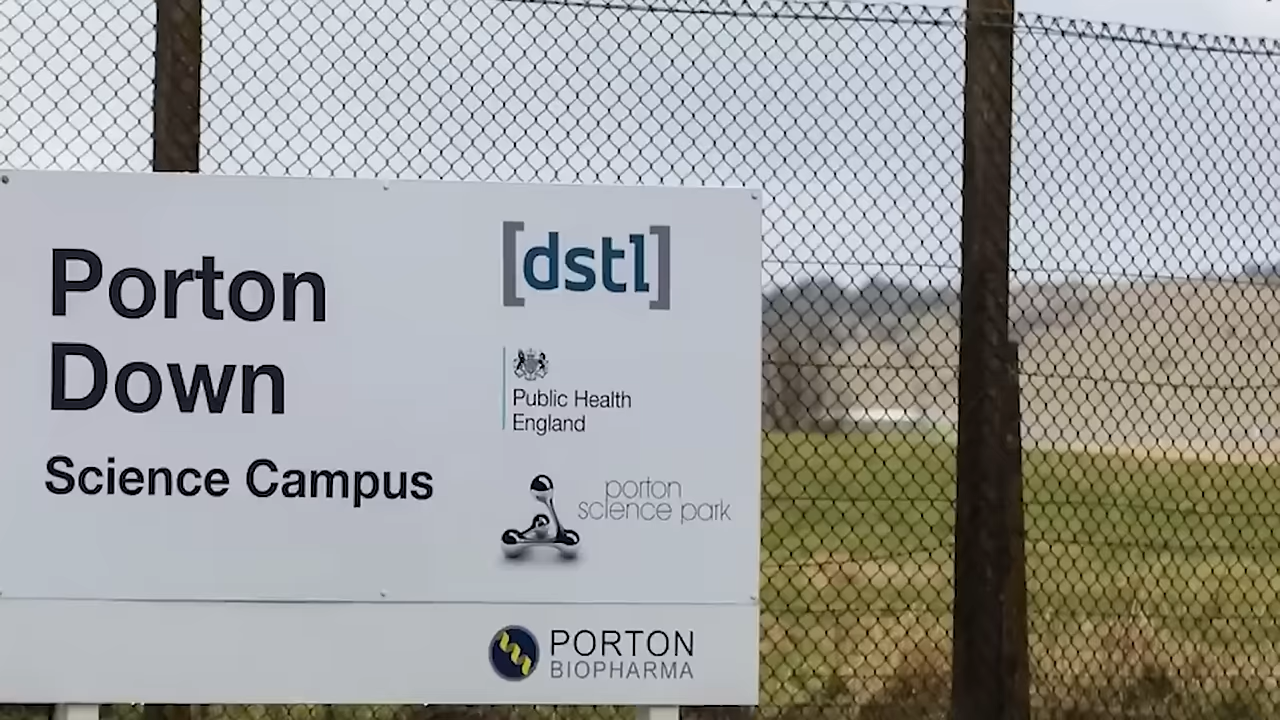 Porton
Down
Science Campus
[dstl]
Public Health
England
porton
science park
PORTON
BIOPHARMA